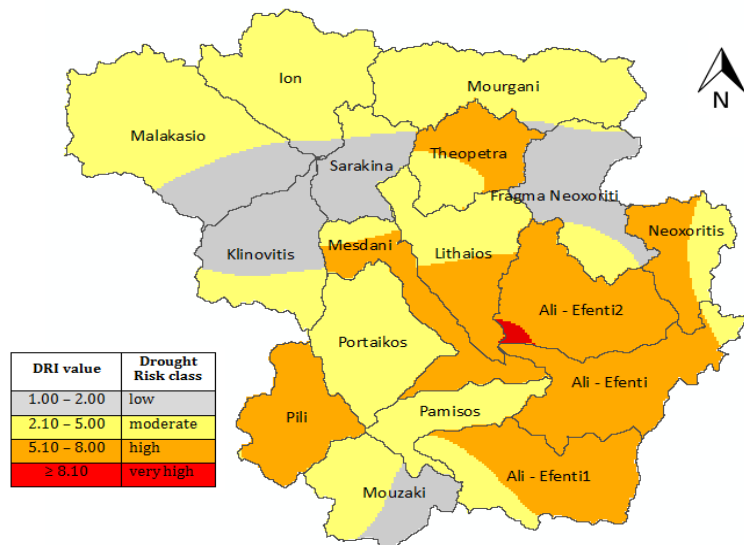 Ion
Mourgani
N
Malakasio
Theopetra
Sarakina
Fragma Neoxoriti
Neoxoritis
Klinovitis
Mesdani
Lithaios
Ali - Efenti2
Portaikos
Ali - Efenti
Pili
Pamisos
Ali - Efenti1
Mouzaki
DRI value Drought Risk class
1.00 – 2.00 low
2.10 – 5.00 moderate
5.10 – 8.00 high
≥ 8.10 very high